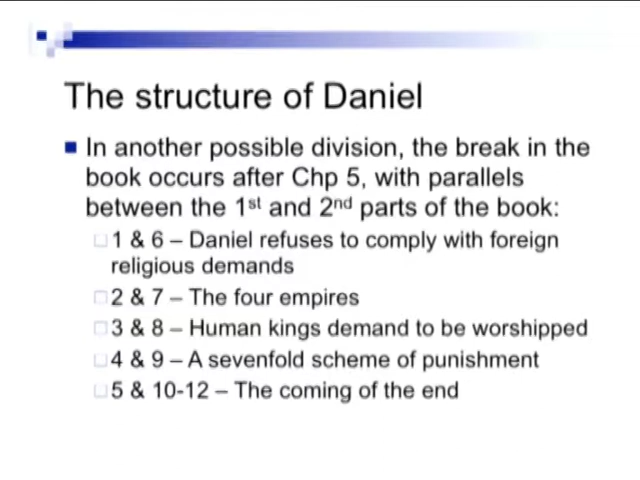 The structure of Daniel
In another possible division, the break in the
book occurs after Chp 5, with parallels
between the 1st and 2nd parts of the book:
1 & 6 – Daniel refuses to comply with foreign
religious demands
2 & 7 – The four empires
3 & 8 – Human kings demand to be worshipped
4 & 9 – A sevenfold scheme of punishment
5 & 10-12 – The coming of the end